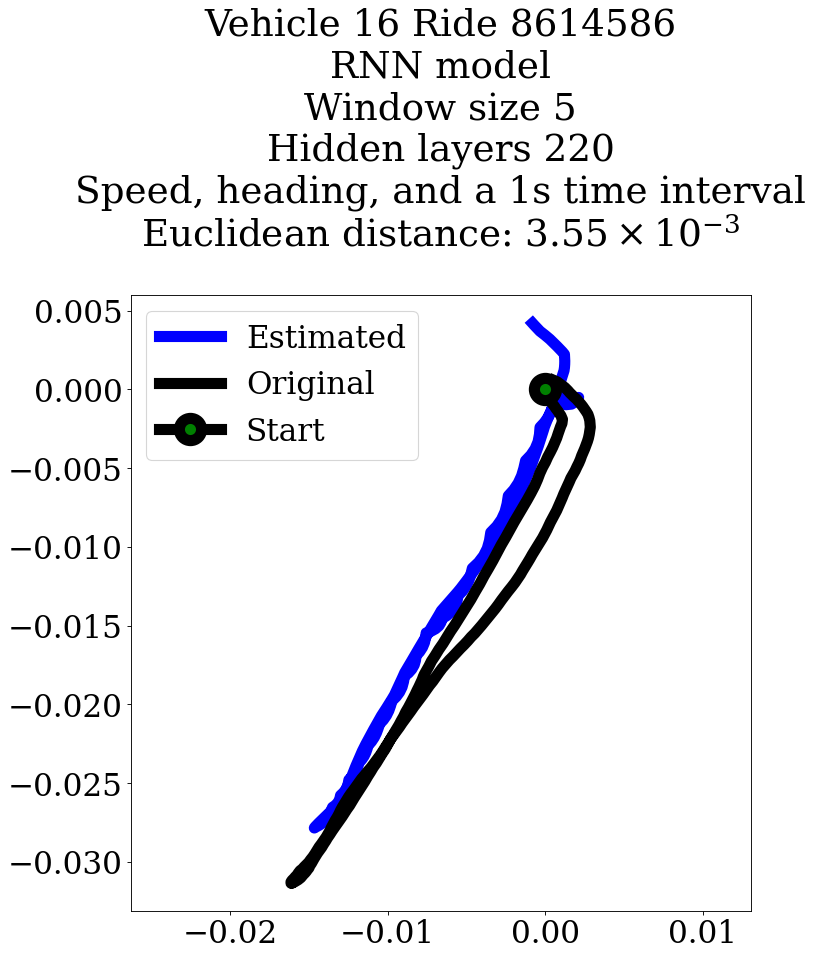 Vehicle 16 Ride 8614586
RNN model
Window size 5
Hidden layers 220
Speed, heading, and a 1s time interval
Euclidean distance: 3.55 × 10⁻³
Estimated
Original
Start
0.005
0.000
−0.005
−0.010
−0.015
−0.020
−0.025
−0.030
−0.02 −0.01 0.00 0.01